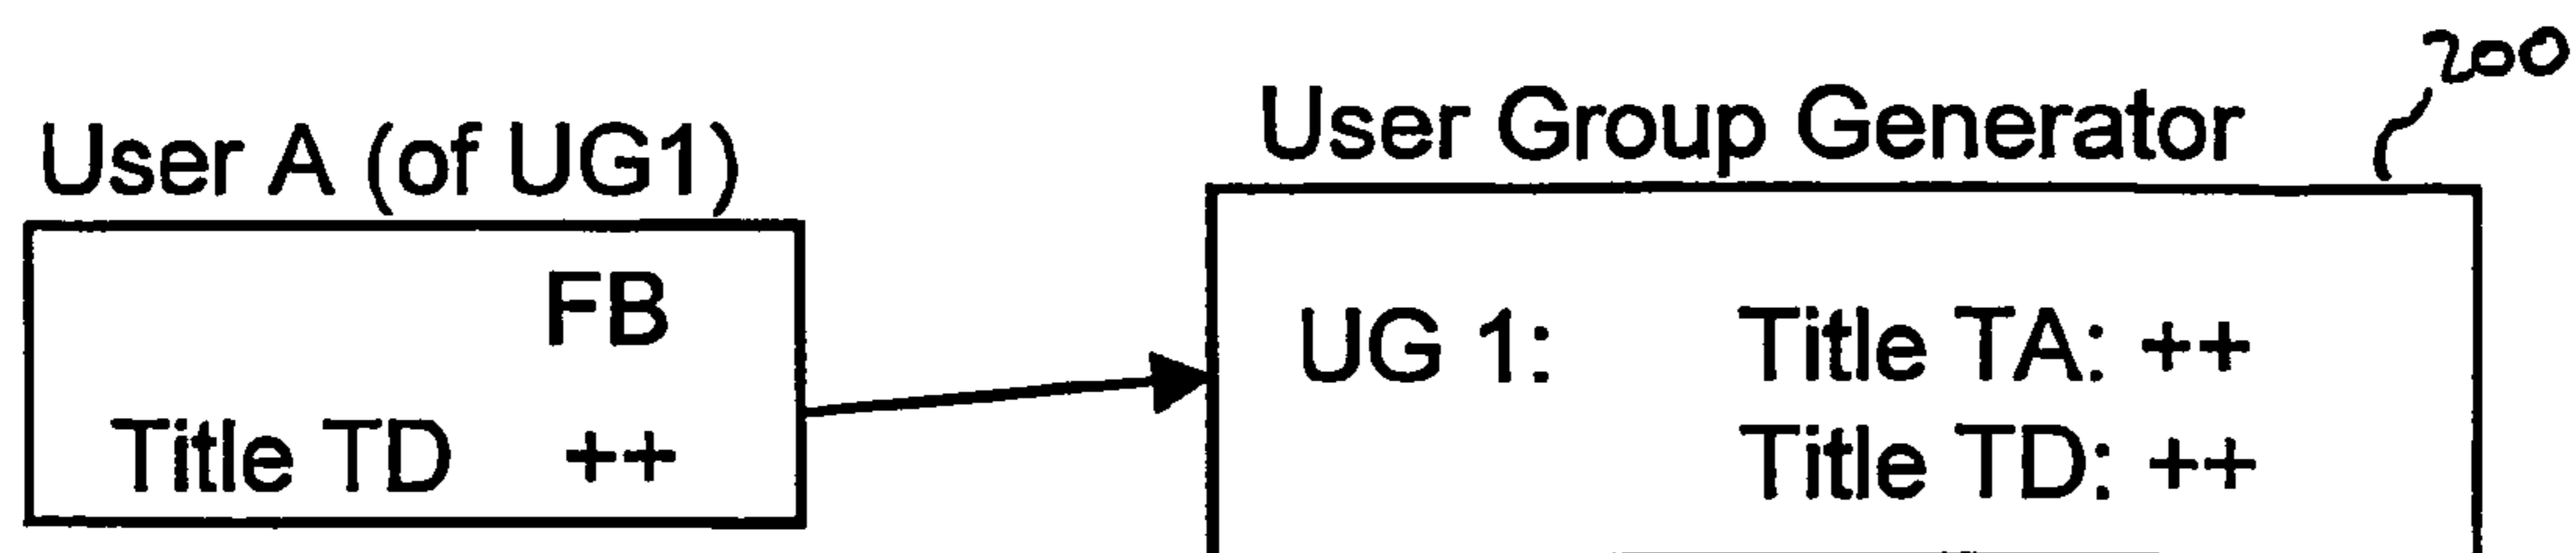 200
User Group Generator
User A (of UG1)
FB
Title TD ++
UG 1: Title TA: ++
Title TD: ++